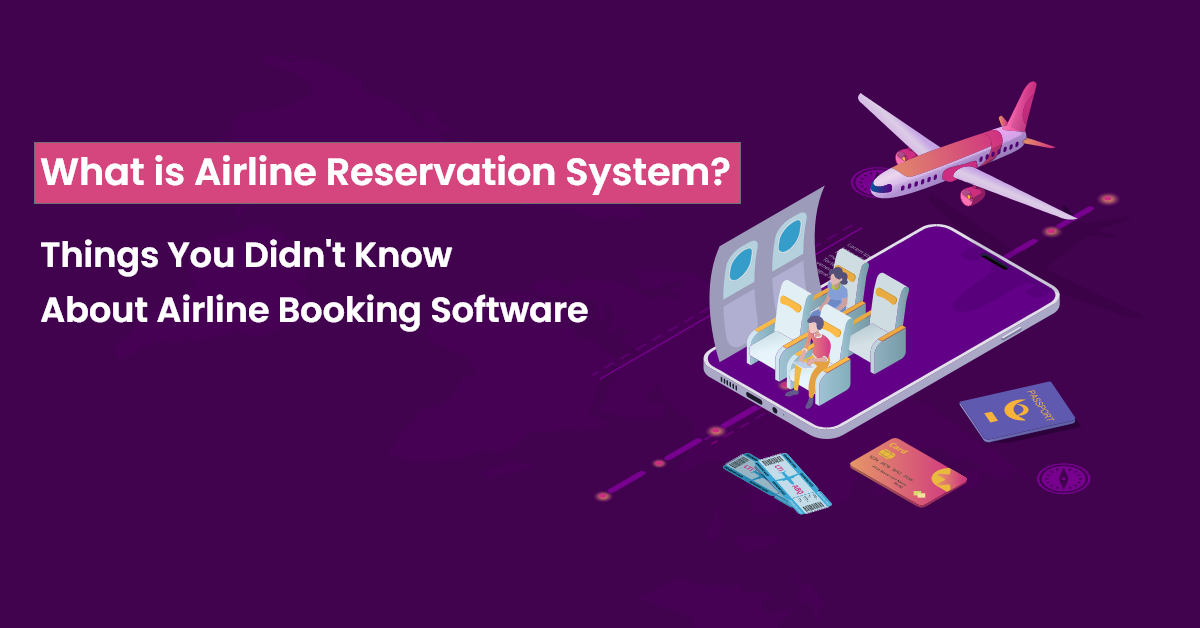 What is Airline Reservation System?
Things You Didn't Know
About Airline Booking Software
PASSPORT
Card